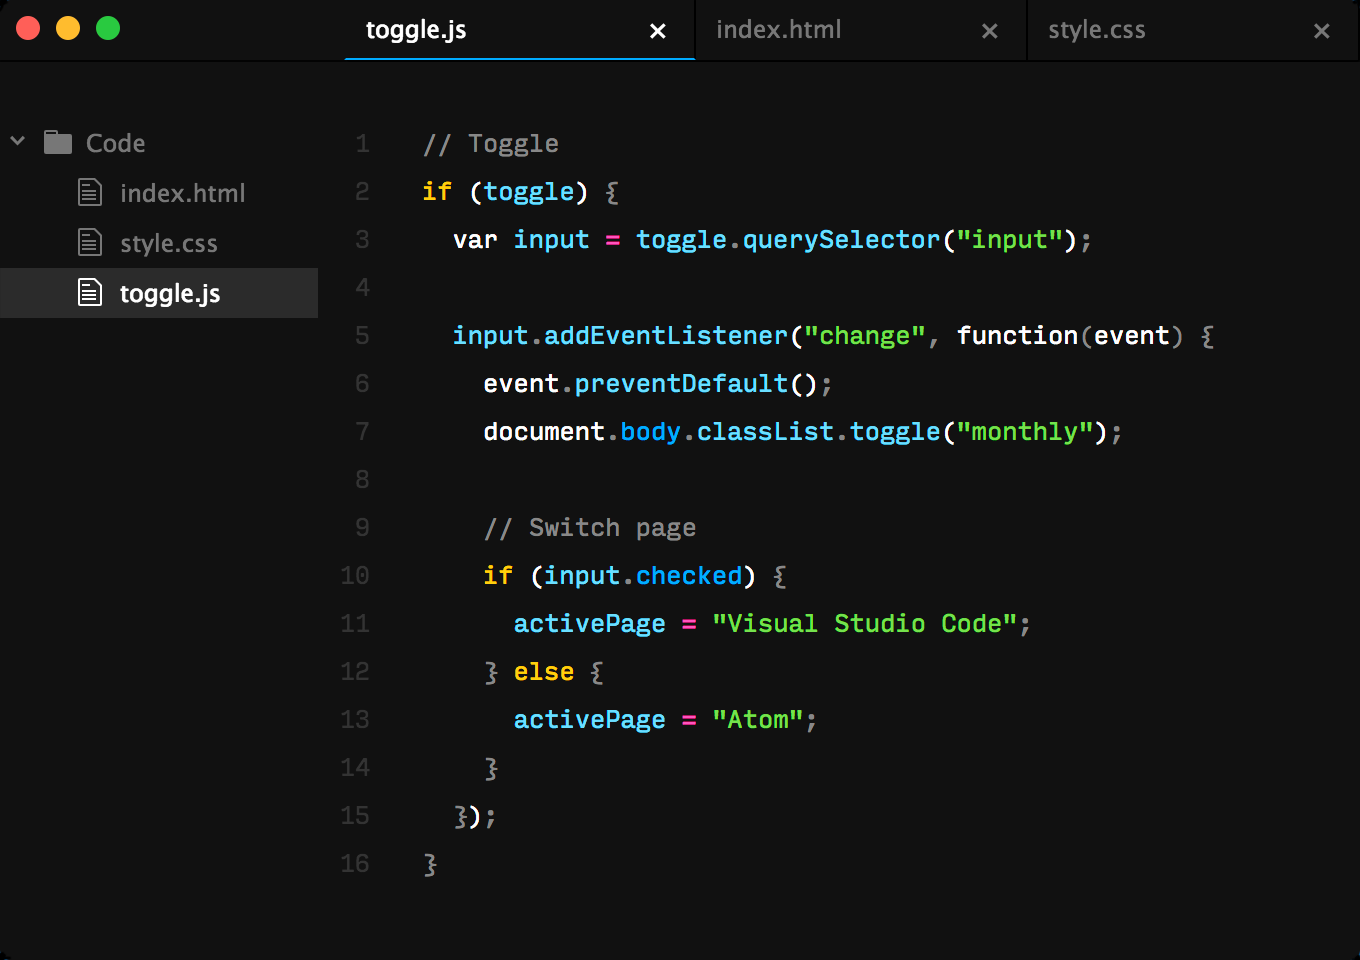 toggle.js
index.html
style.css
Code
index.html
style.css
toggle.js
1 // Toggle
2 if (toggle) {
3   var input = toggle.querySelector("input");
4
5   input.addEventListener("change", function(event) {
6     event.preventDefault();
7     document.body.classList.toggle("monthly");
8
9     // Switch page
10     if (input.checked) {
11       activePage = "Visual Studio Code";
12     } else {
13       activePage = "Atom";
14     }
15   });
16 }